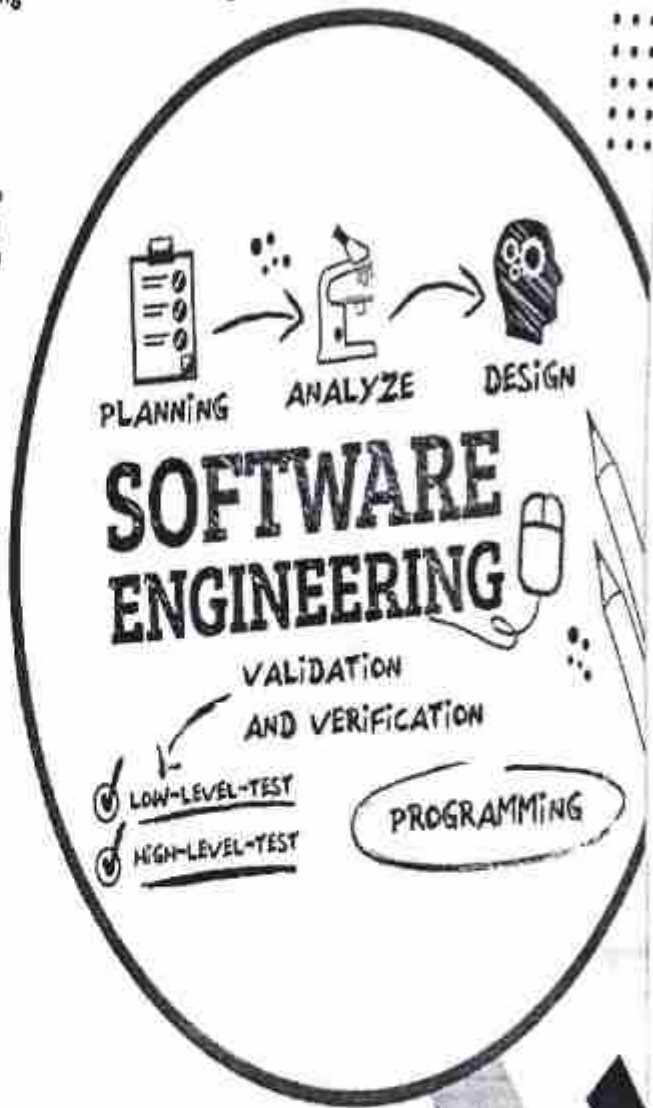 PLANNiNG
ANALYZE
DESiGN
SOFTWARE
ENGINEERING
VALiDATiON
AND VERiFiCATiON
LOW-LEVEL-TEST
HiGH-LEVEL-TEST
PROGRAMMiNG